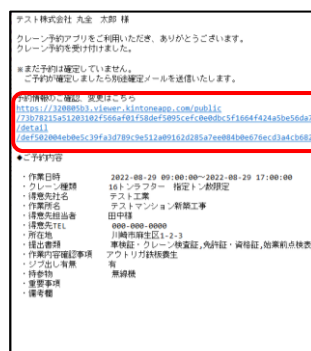 テスト株式会社 丸金 太郎 様
クレーン予約アプリをご利用いただき、ありがとうございます。
クレーン予約を受け付けました。
※まだ予約は確定していません。
ご予約が確定しましたら別途確定メールを送信いたします。
予約情報のご確認、変更はこちら
https://320805b3.viewer.kintoneapp.com/public
/73b78215a51203102f566af01f58def5095cefc0e0dbc5f1664f424a5be56da7
/detail
/def502004eb0e5c39fa3d789c9e512a09162d285a7ee084b0e676ecd3a4cb682
◆ご予約内容
・作業日時 2022-08-29 09:00:00～2022-08-29 17:00:00
・クレーン種類 16トンラフター 指定トン数限定
・得意先社名 テスト工業
・作業所名 テストマンション新築工事
・得意先担当者 田中様
・得意先TEL 000-000-0000
・所在地 川崎市麻生区1-2-3
・提出書類 車検証・クレーン検査証,免許証・資格証,始業前点検表
・作業内容確認事項 アウトリガ鉄板養生
・ジブ出し有無 有
・持参物 無線機
・重要事項
・備考欄